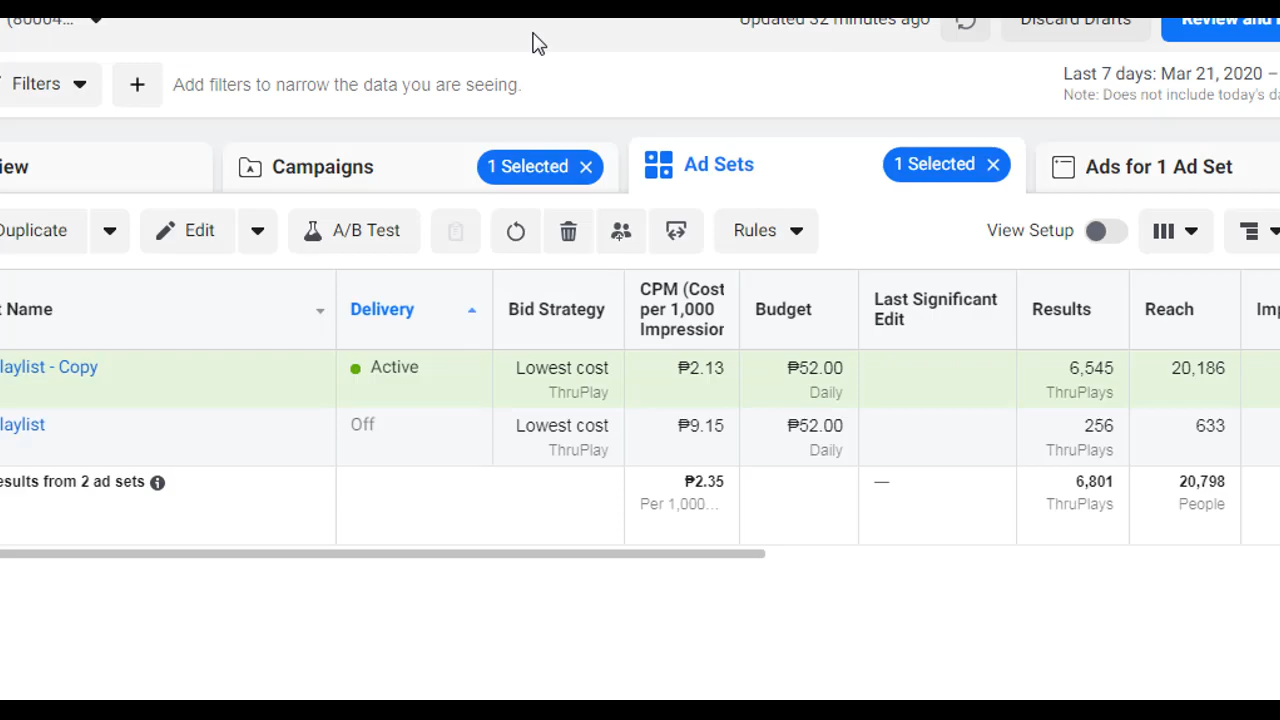 Updated 32 minutes ago
Discard Drafts
Review and
Filters
+ Add filters to narrow the data you are seeing.
Last 7 days: Mar 21, 2020 –
Note: Does not include today's da
Campaigns
1 Selected ×
Ad Sets
1 Selected ×
Ads for 1 Ad Set
Duplicate
Edit
A/B Test
Rules
View Setup
Name
Delivery
Bid Strategy
CPM (Cost
per 1,000
Impression
Budget
Last Significant
Edit
Results
Reach
Imp
laylist - Copy
Active
Lowest cost
ThruPlay
₱2.13
₱52.00
Daily
6,545
ThruPlays
20,186
laylist
Off
Lowest cost
ThruPlay
₱9.15
₱52.00
Daily
256
ThruPlays
633
esults from 2 ad sets
₱2.35
Per 1,000...
—
6,801
ThruPlays
20,798
People